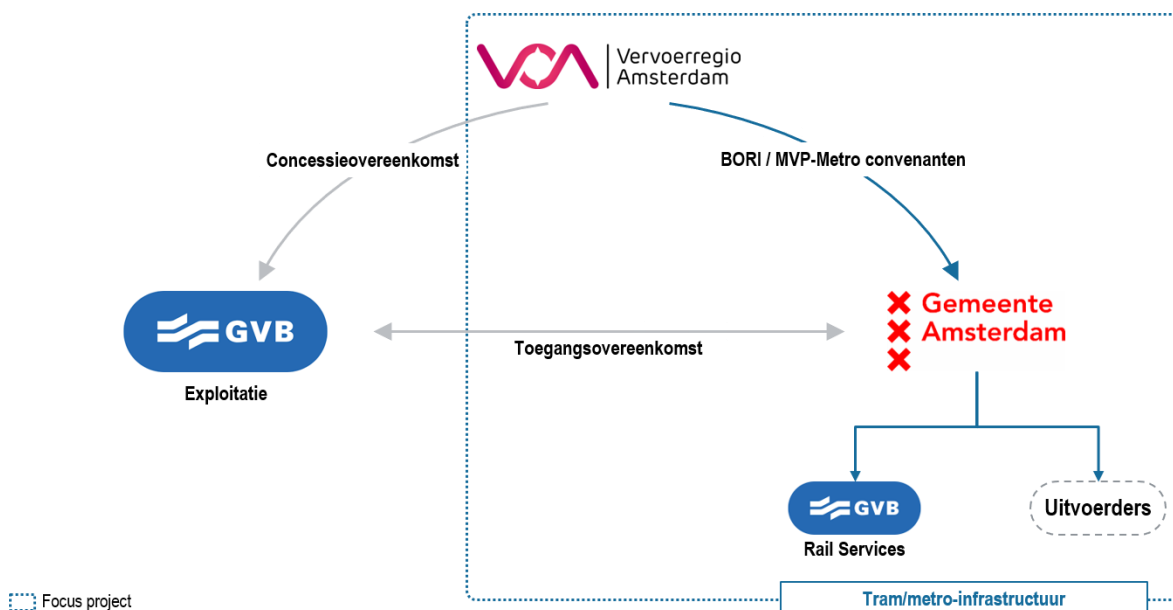 Vervoerregio
Amsterdam
Concessieovereenkomst
BORI / MVP-Metro convenanten
GVB
Exploitatie
Toegangsovereenkomst
Gemeente
Amsterdam
GVB
Rail Services
Uitvoerders
Focus project
Tram/metro-infrastructuur